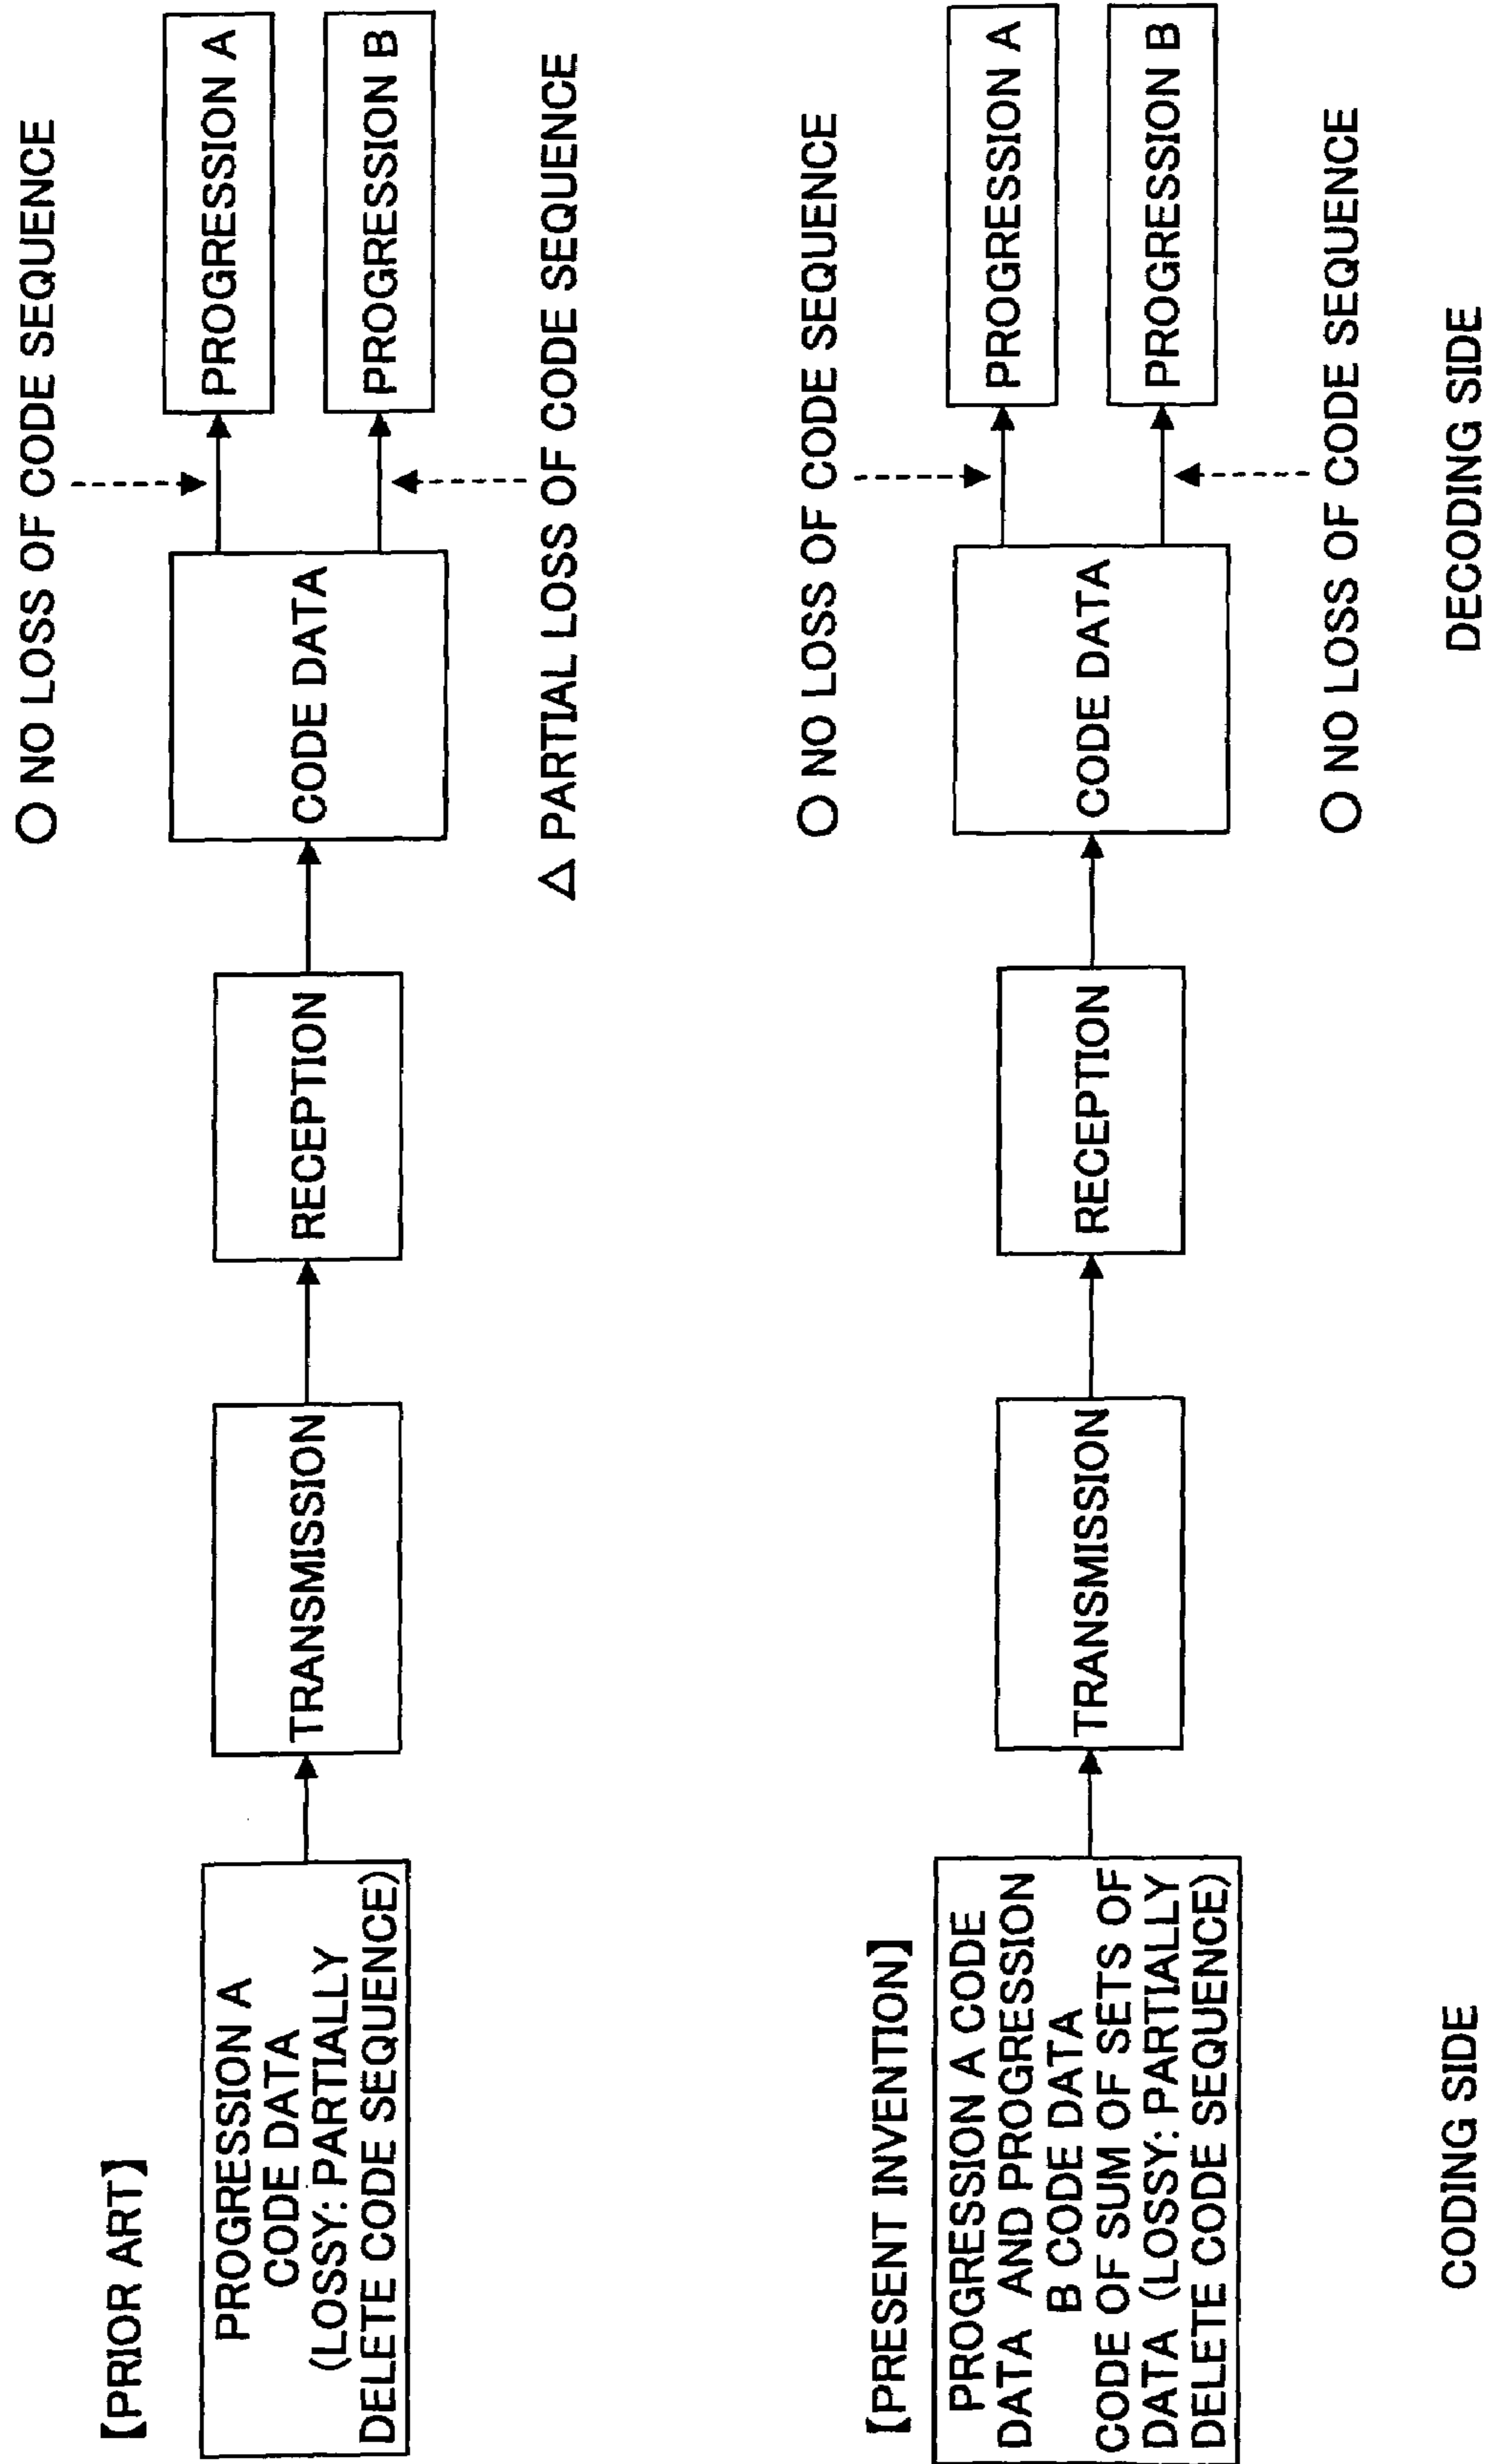 【PRIOR ART】
PROGRESSION A
CODE DATA
(LOSSY: PARTIALLY
DELETE CODE SEQUENCE)
TRANSMISSION
RECEPTION
CODE DATA
○ NO LOSS OF CODE SEQUENCE
PROGRESSION A
PROGRESSION B
△ PARTIAL LOSS OF CODE SEQUENCE
【PRESENT INVENTION】
PROGRESSION A CODE
DATA AND PROGRESSION
B CODE DATA
CODE OF SUM OF SETS OF
DATA (LOSSY: PARTIALLY
DELETE CODE SEQUENCE)
TRANSMISSION
RECEPTION
CODE DATA
○ NO LOSS OF CODE SEQUENCE
PROGRESSION A
PROGRESSION B
○ NO LOSS OF CODE SEQUENCE
CODING SIDE
DECODING SIDE